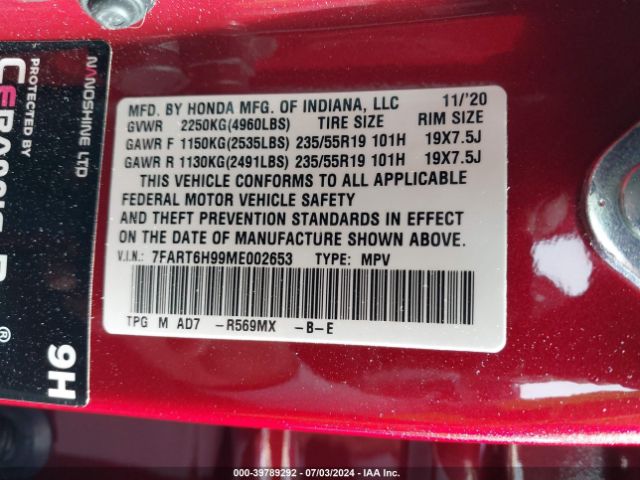 MFD. BY HONDA MFG. OF INDIANA, LLC 11/'20
GVWR 2250KG(4960LBS) TIRE SIZE RIM SIZE
GAWR F 1150KG(2535LBS) 235/55R19 101H 19X7.5J
GAWR R 1130KG(2491LBS) 235/55R19 101H 19X7.5J
THIS VEHICLE CONFORMS TO ALL APPLICABLE
FEDERAL MOTOR VEHICLE SAFETY
AND THEFT PREVENTION STANDARDS IN EFFECT
ON THE DATE OF MANUFACTURE SHOWN ABOVE.
V.I.N.: 7FART6H99ME002653 TYPE: MPV
TPG M AD7 -R569MX -B-E
NANOSHINE LTD
PROTECTED BY
®
9H
000-39789292 - 07/03/2024 - IAA Inc.